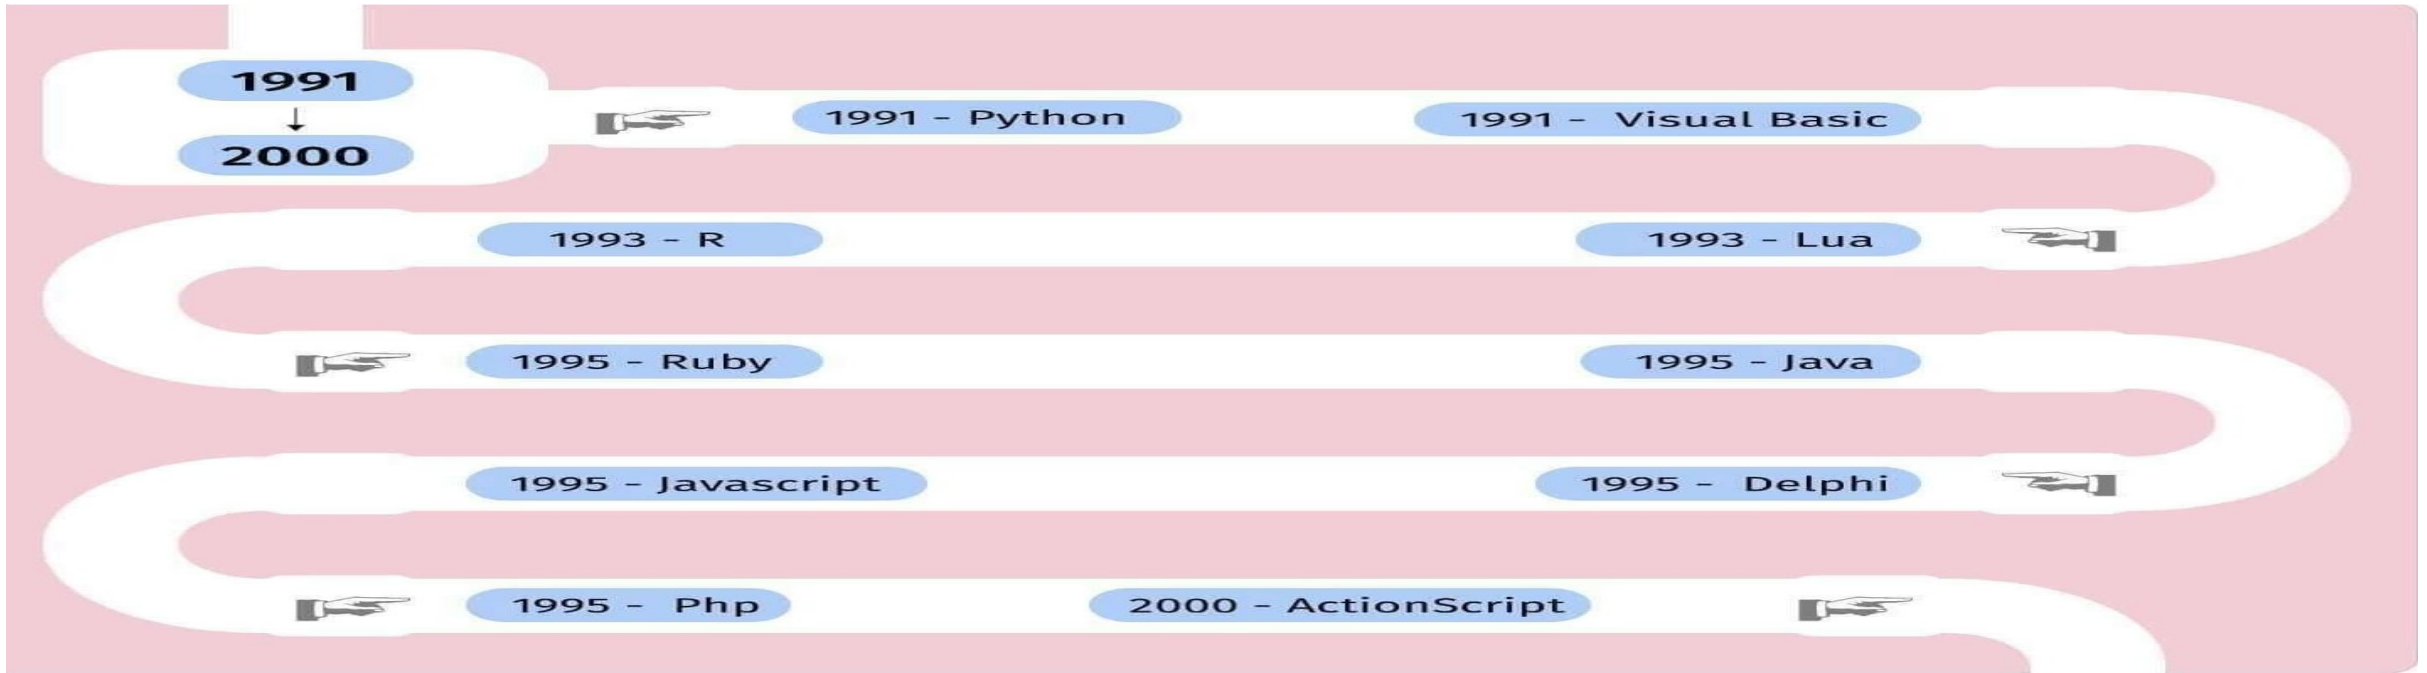 1991
↓
2000
1991 - Python
1991 - Visual Basic
1993 - R
1993 - Lua
1995 - Ruby
1995 - Java
1995 - Javascript
1995 - Delphi
1995 - Php
2000 - ActionScript